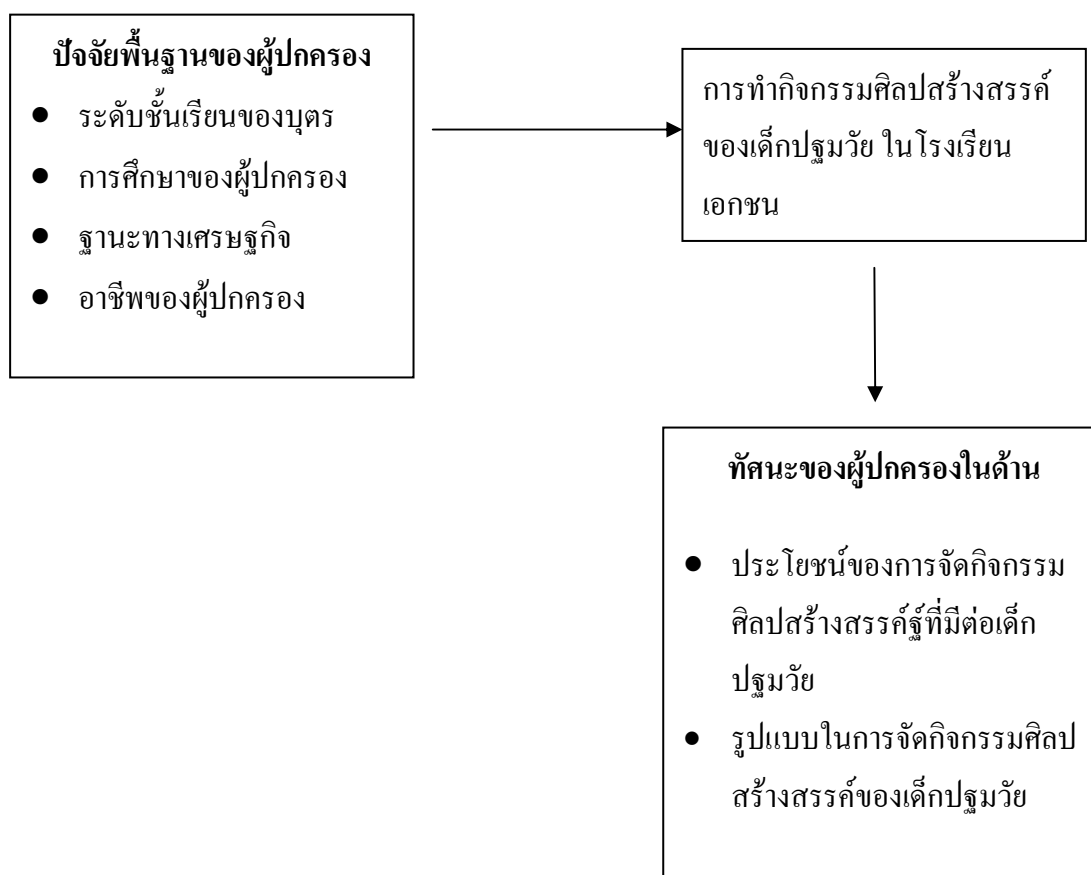 ปัจจัยพื้นฐานของผู้ปกครอง
● ระดับชั้นเรียนของบุตร
● การศึกษาของผู้ปกครอง
● ฐานะทางเศรษฐกิจ
● อาชีพของผู้ปกครอง
การทำกิจกรรมศิลปสร้างสรรค์
ของเด็กปฐมวัย ในโรงเรียน
เอกชน
ทัศนะของผู้ปกครองในด้าน
● ประโยชน์ของการจัดกิจกรรม
ศิลปสร้างสรรค์ฐ์ที่มีต่อเด็ก
ปฐมวัย
● รูปแบบในการจัดกิจกรรมศิลป
สร้างสรรค์ของเด็กปฐมวัย